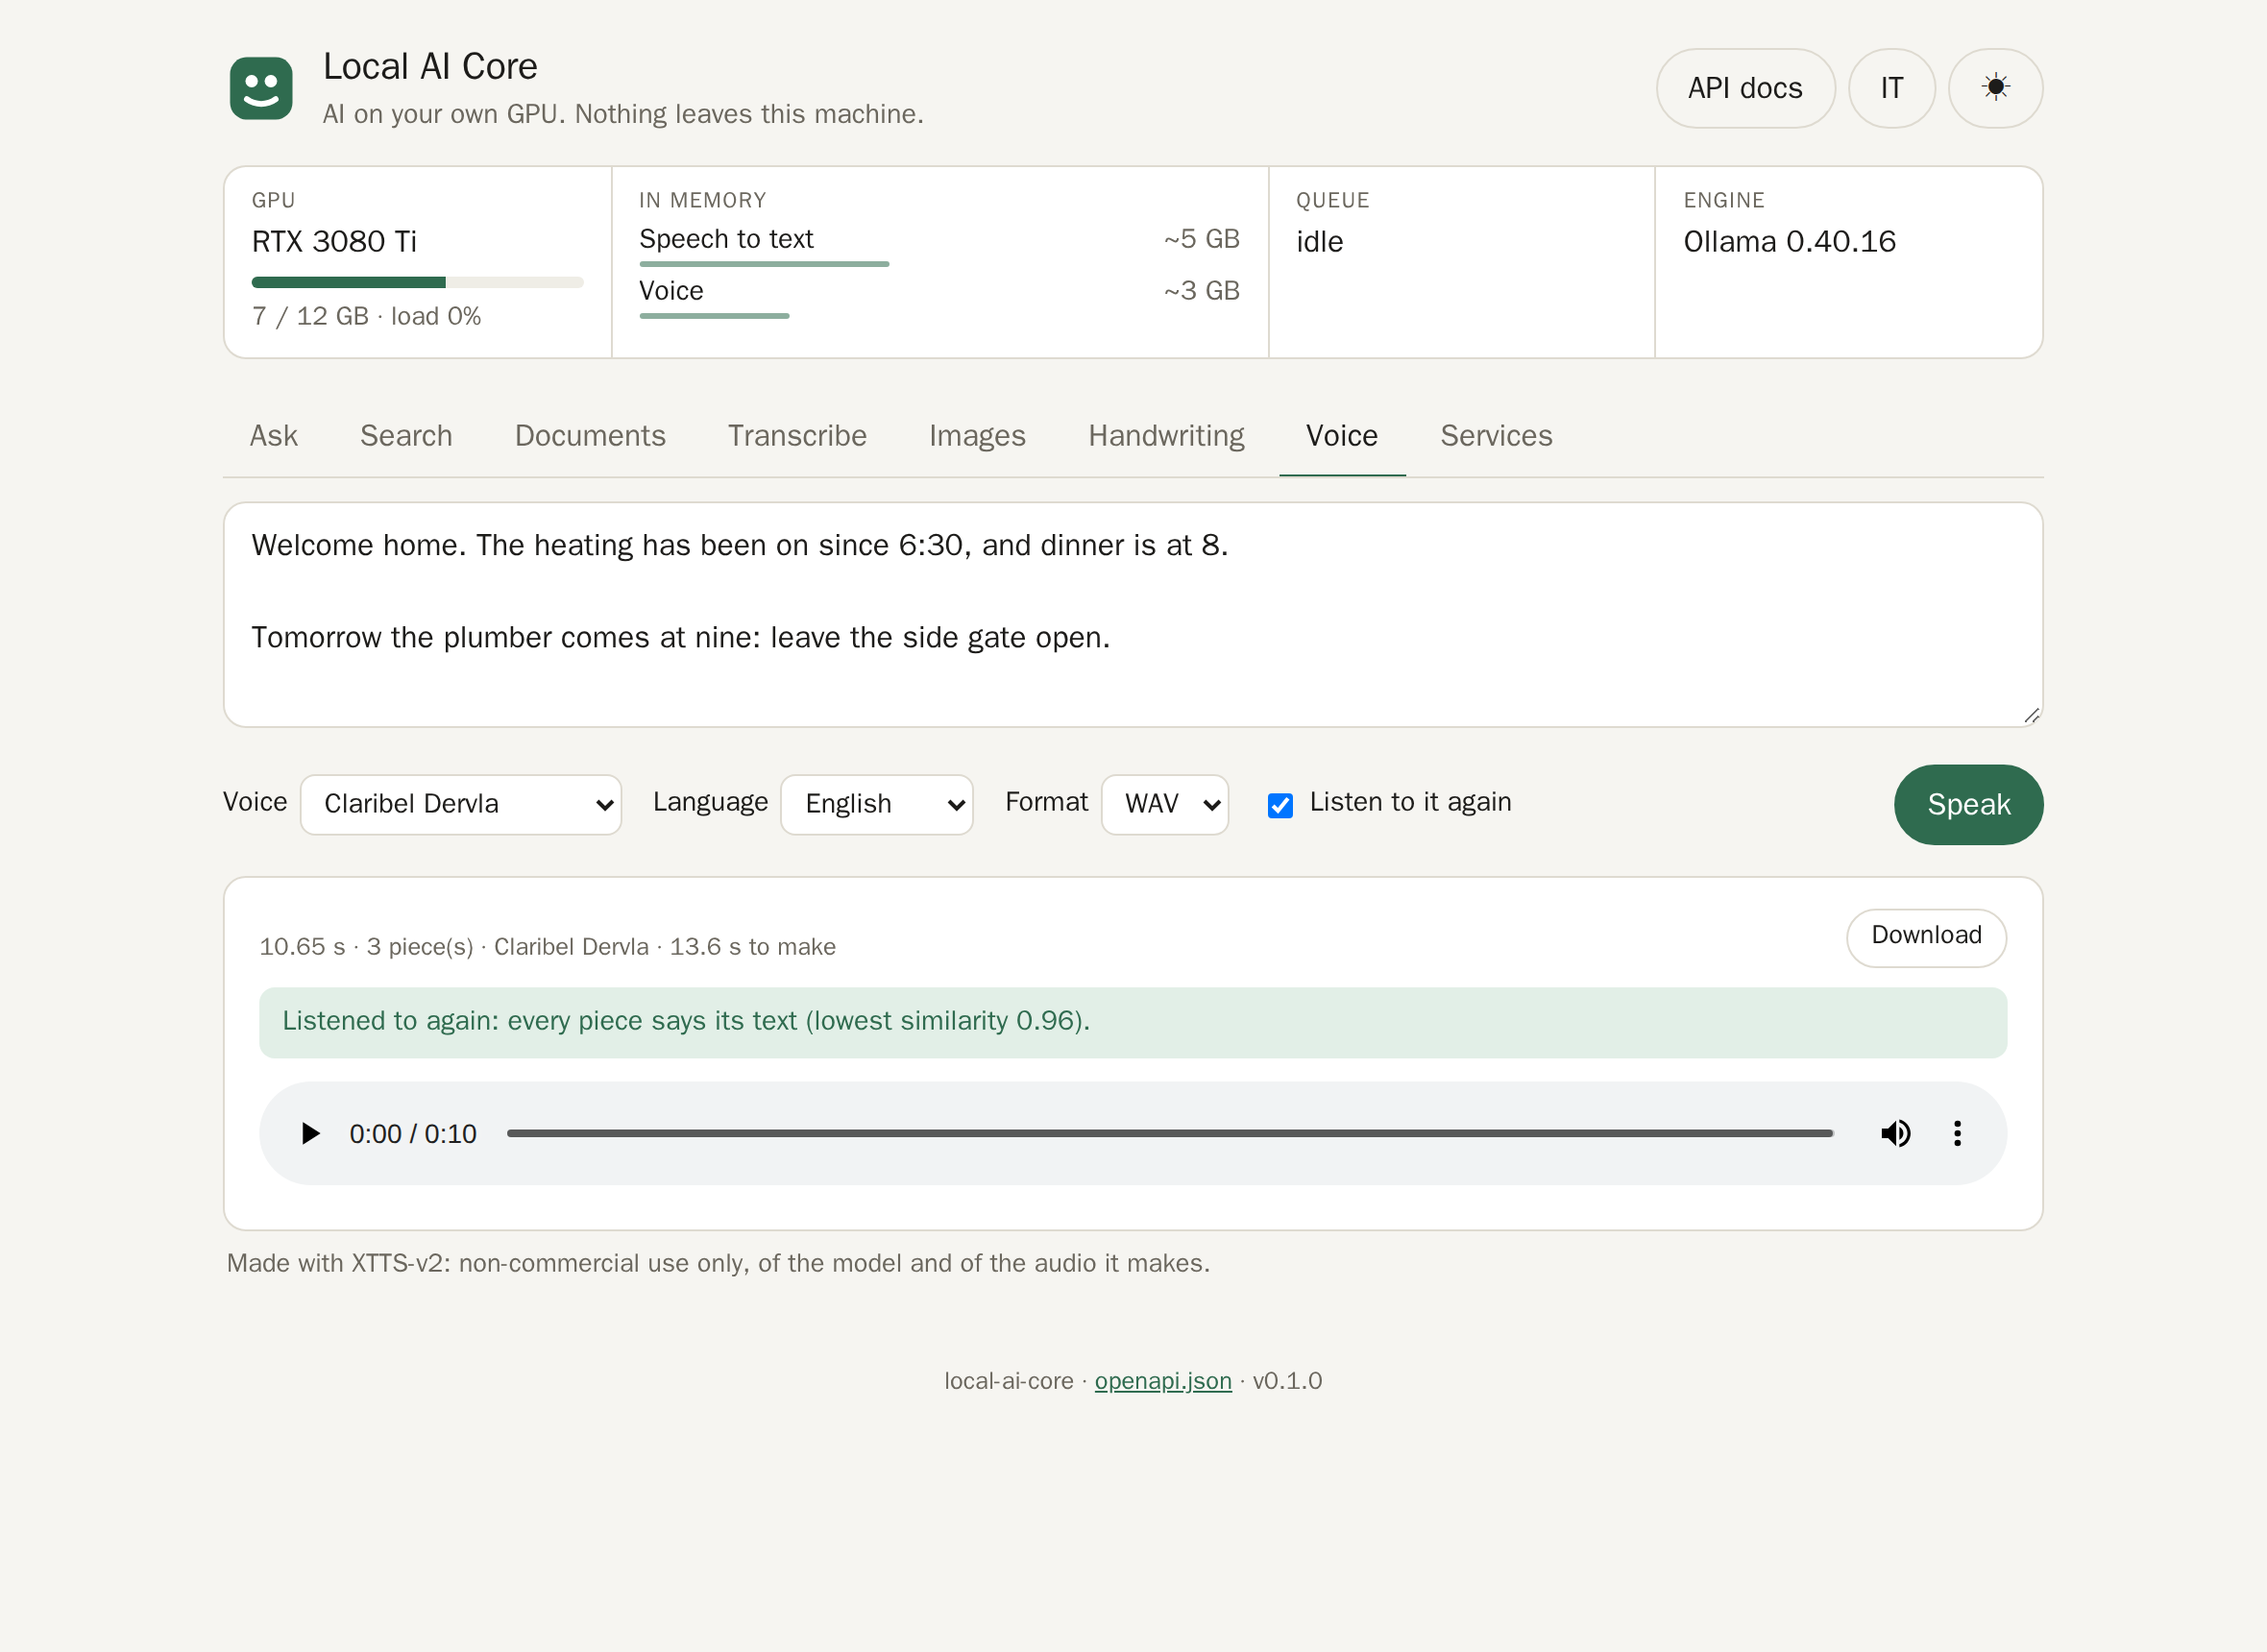 Local AI Core
AI on your own GPU. Nothing leaves this machine.
API docs
IT
GPU
RTX 3080 Ti
7 / 12 GB · load 0%
IN MEMORY
Speech to text ~5 GB
Voice ~3 GB
QUEUE
idle
ENGINE
Ollama 0.40.16
Ask Search Documents Transcribe Images Handwriting Voice Services
Welcome home. The heating has been on since 6:30, and dinner is at 8.
Tomorrow the plumber comes at nine: leave the side gate open.
Voice Claribel Dervla Language English Format WAV Listen to it again Speak
10.65 s · 3 piece(s) · Claribel Dervla · 13.6 s to make Download
Listened to again: every piece says its text (lowest similarity 0.96).
0:00 / 0:10
Made with XTTS-v2: non-commercial use only, of the model and of the audio it makes.
local-ai-core · openapi.json · v0.1.0